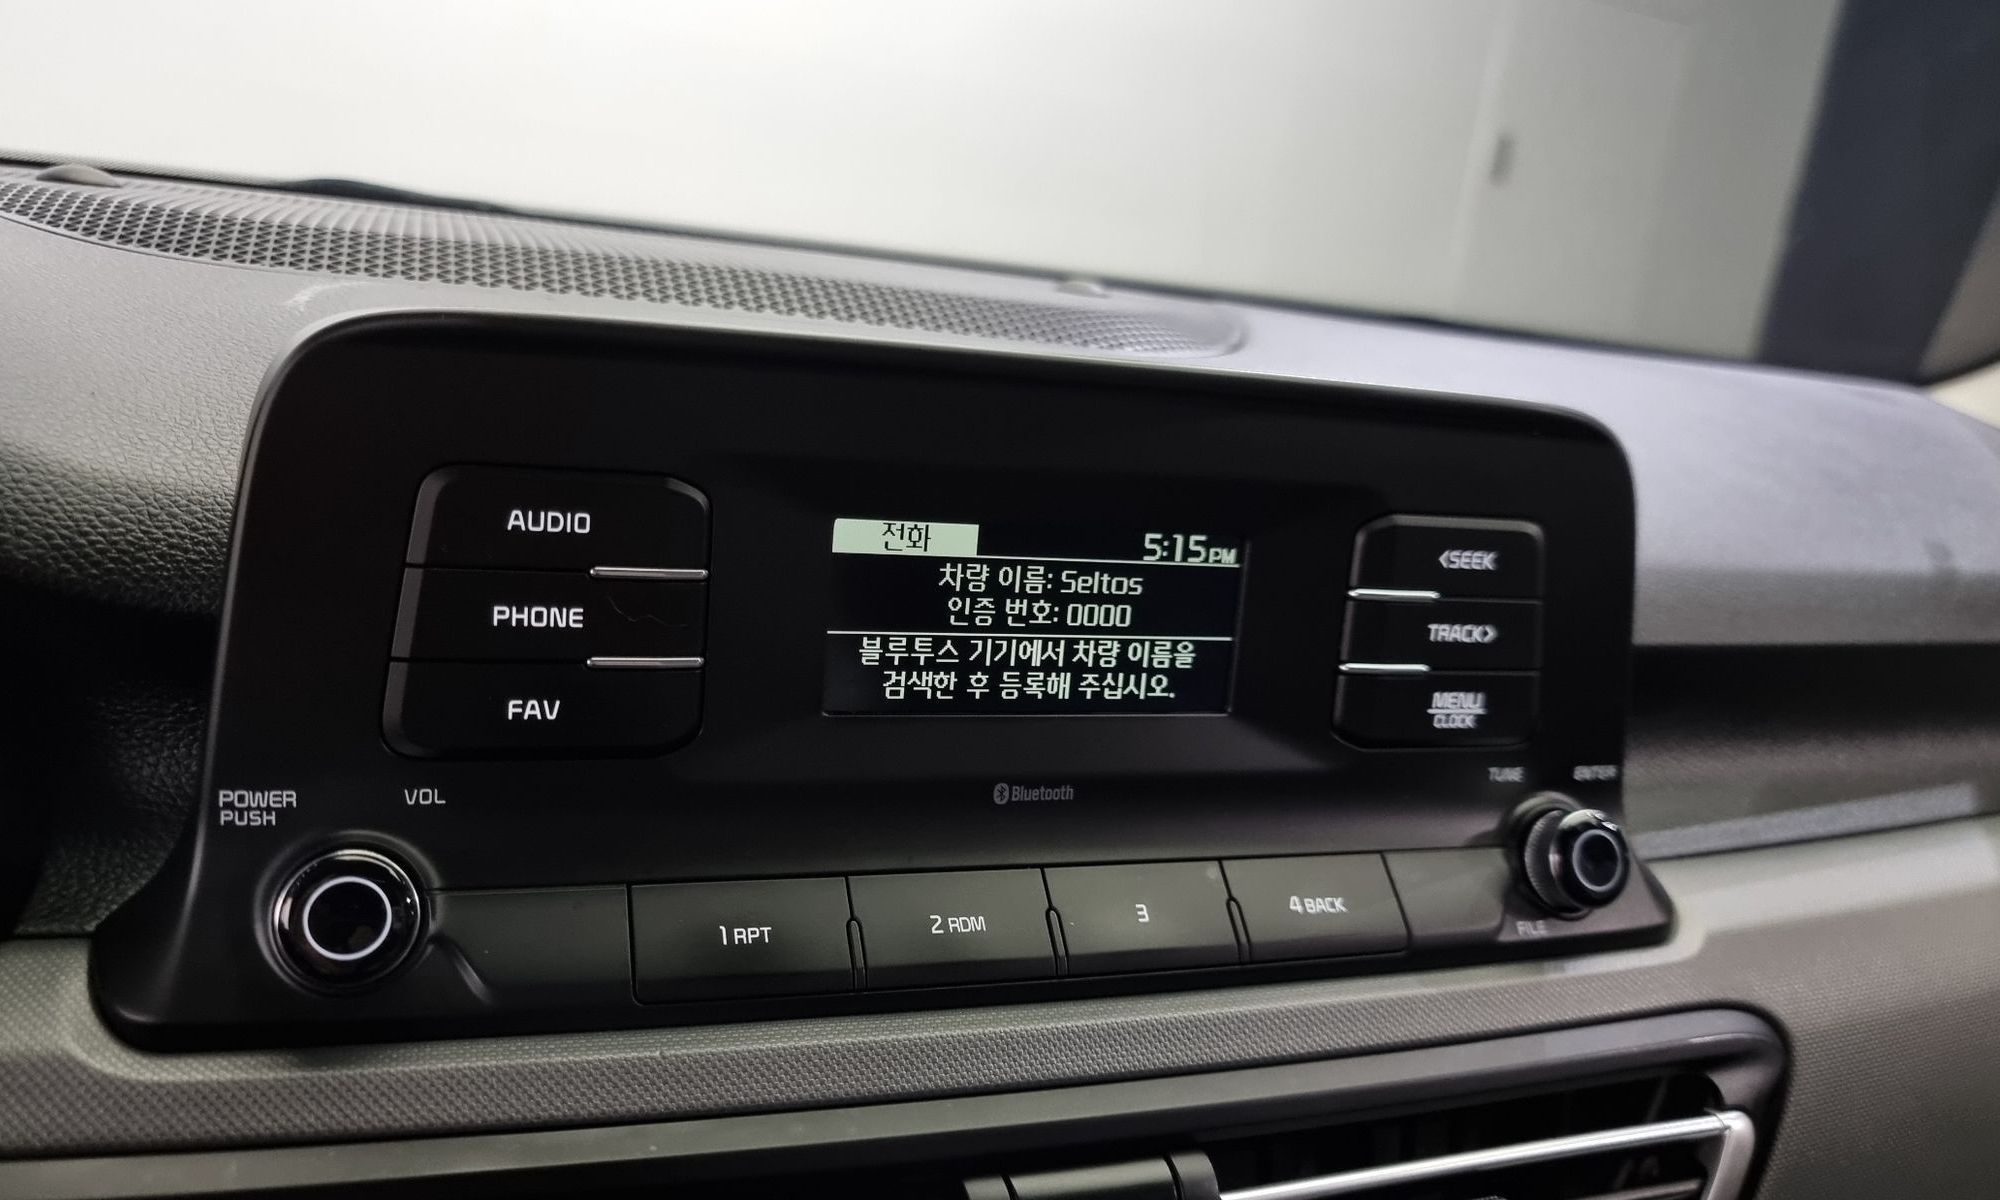 AUDIO
PHONE
FAV
POWER
PUSH
VOL
전화
5:15PM
차량 이름: Seltos
인증 번호: 0000
블루투스 기기에서 차량 이름을
검색한 후 등록해 주십시오.
<SEEK
TRACK>
MENU
CLOCK
TUNE
ENTER
Bluetooth
1 RPT
2 RDM
3
4 BACK
FILE